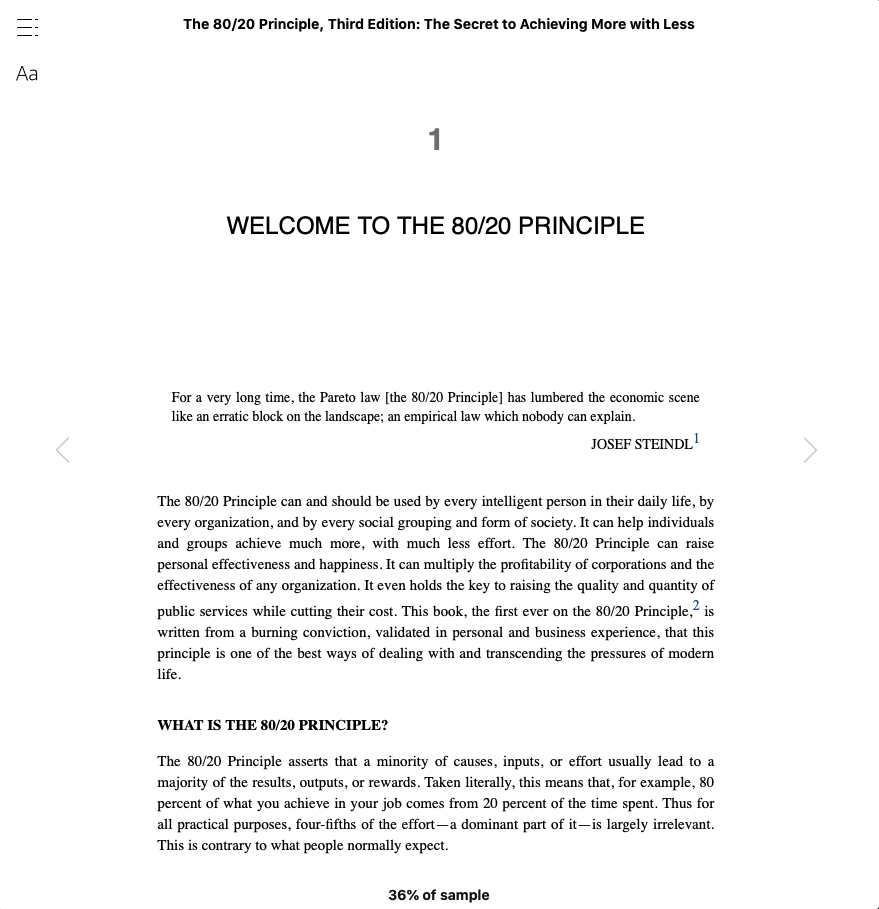 The 80/20 Principle, Third Edition: The Secret to Achieving More with Less
Aa
1
WELCOME TO THE 80/20 PRINCIPLE
For a very long time, the Pareto law [the 80/20 Principle] has lumbered the economic scene
like an erratic block on the landscape; an empirical law which nobody can explain.
JOSEF STEINDL1
The 80/20 Principle can and should be used by every intelligent person in their daily life, by
every organization, and by every social grouping and form of society. It can help individuals
and groups achieve much more, with much less effort. The 80/20 Principle can raise
personal effectiveness and happiness. It can multiply the profitability of corporations and the
effectiveness of any organization. It even holds the key to raising the quality and quantity of
public services while cutting their cost. This book, the first ever on the 80/20 Principle,2 is
written from a burning conviction, validated in personal and business experience, that this
principle is one of the best ways of dealing with and transcending the pressures of modern
life.
WHAT IS THE 80/20 PRINCIPLE?
The 80/20 Principle asserts that a minority of causes, inputs, or effort usually lead to a
majority of the results, outputs, or rewards. Taken literally, this means that, for example, 80
percent of what you achieve in your job comes from 20 percent of the time spent. Thus for
all practical purposes, four-fifths of the effort—a dominant part of it—is largely irrelevant.
This is contrary to what people normally expect.
36% of sample